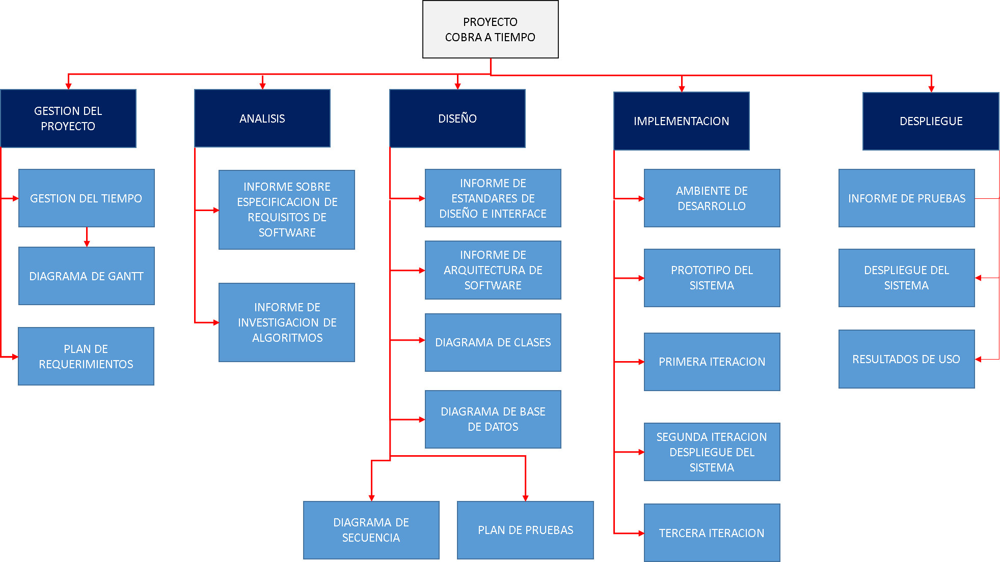 PROYECTO
COBRA A TIEMPO
GESTION DEL
PROYECTO
GESTION DEL TIEMPO
DIAGRAMA DE GANTT
PLAN DE
REQUERIMIENTOS
ANALISIS
INFORME SOBRE
ESPECIFICACION DE
REQUISITOS DE
SOFTWARE
INFORME DE
INVESTIGACION DE
ALGORITMOS
DISEÑO
INFORME DE
ESTANDARES DE
DISEÑO E INTERFACE
INFORME DE
ARQUITECTURA DE
SOFTWARE
DIAGRAMA DE CLASES
DIAGRAMA DE BASE
DE DATOS
DIAGRAMA DE
SECUENCIA
PLAN DE PRUEBAS
IMPLEMENTACION
AMBIENTE DE
DESARROLLO
PROTOTIPO DEL
SISTEMA
PRIMERA ITERACION
SEGUNDA ITERACION
DESPLIEGUE DEL
SISTEMA
TERCERA ITERACION
DESPLIEGUE
INFORME DE PRUEBAS
DESPLIEGUE DEL
SISTEMA
RESULTADOS DE USO